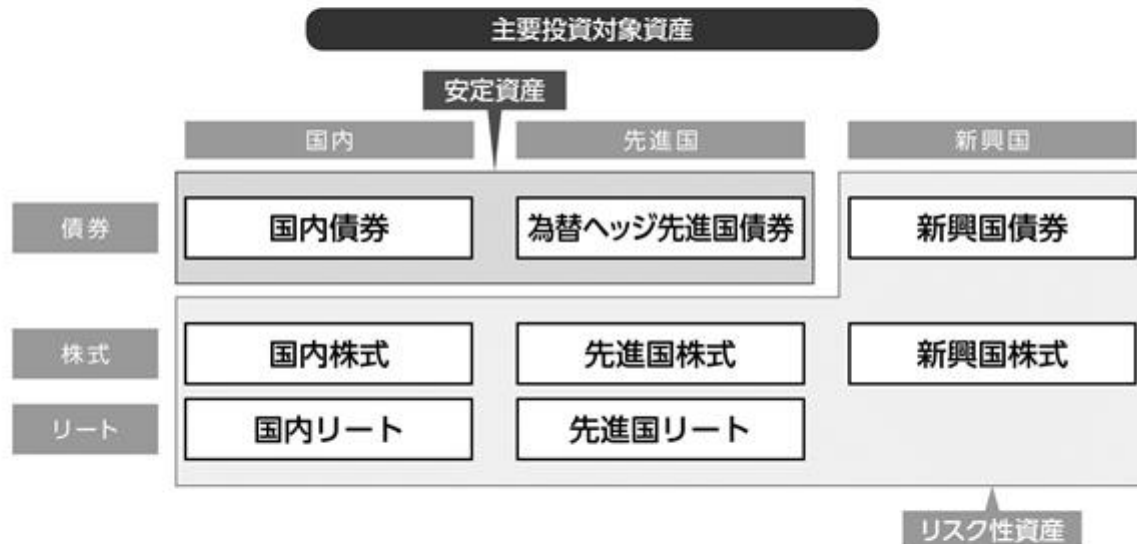 主要投資対象資産
安定資産
国内 先進国 新興国
債券 国内債券 為替ヘッジ先進国債券 新興国債券
株式 国内株式 先進国株式 新興国株式
リート 国内リート 先進国リート
リスク性資産